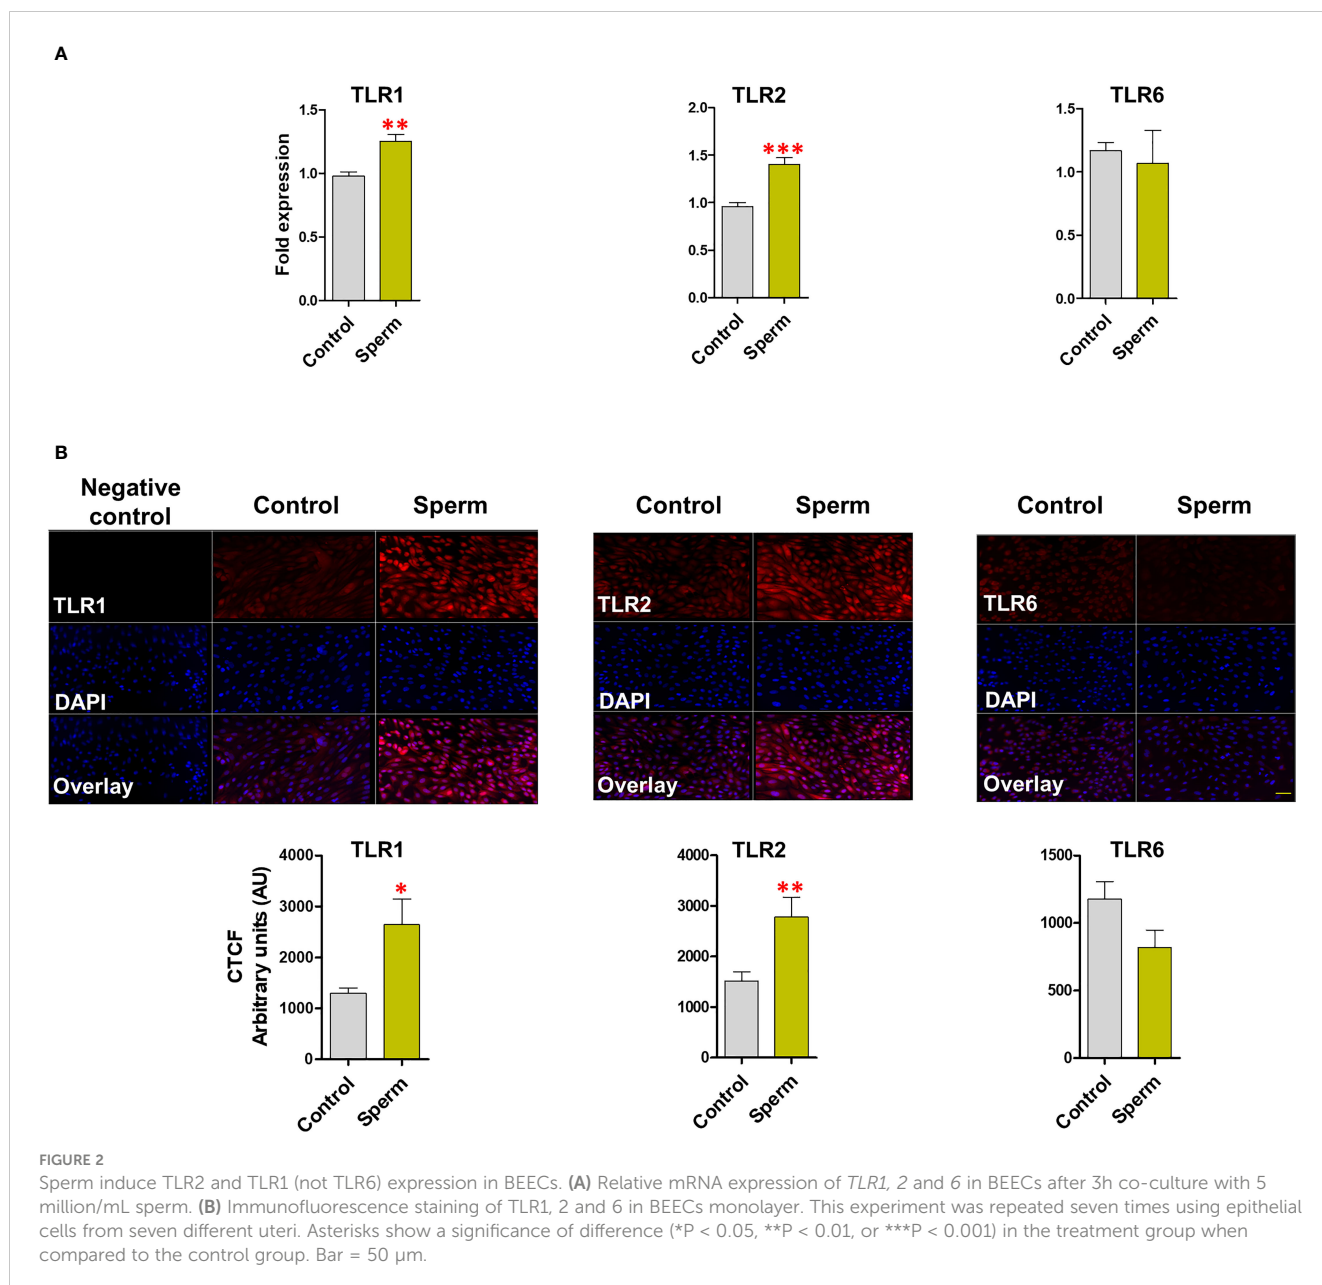 A
TLR1
TLR2
TLR6
Fold expression
1.5
1.0
0.5
0.0
**
Control
Sperm
2.0
1.5
1.0
0.5
0.0
***
Control
Sperm
1.5
1.0
0.5
0.0
Control
Sperm
B
Negative
control
Control
Sperm
Control
Sperm
Control
Sperm
TLR1
TLR2
TLR6
DAPI
DAPI
DAPI
Overlay
Overlay
Overlay
TLR1
TLR2
TLR6
CTCF
Arbitrary units (AU)
4000
3000
2000
1000
0
*
Control
Sperm
4000
3000
2000
1000
0
**
Control
Sperm
1500
1000
500
0
Control
Sperm
FIGURE 2
Sperm induce TLR2 and TLR1 (not TLR6) expression in BEECs. (A) Relative mRNA expression of TLR1, 2 and 6 in BEECs after 3h co-culture with 5
million/mL sperm. (B) Immunofluorescence staining of TLR1, 2 and 6 in BEECs monolayer. This experiment was repeated seven times using epithelial
cells from seven different uteri. Asterisks show a significance of difference (*P < 0.05, **P < 0.01, or ***P < 0.001) in the treatment group when
compared to the control group. Bar = 50 µm.